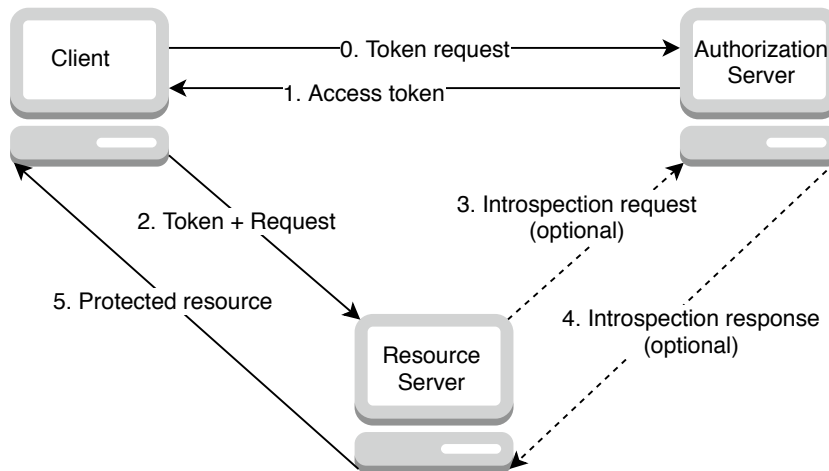 Client
0. Token request
Authorization
Server
1. Access token
2. Token + Request
3. Introspection request
(optional)
5. Protected resource
4. Introspection response
(optional)
Resource
Server